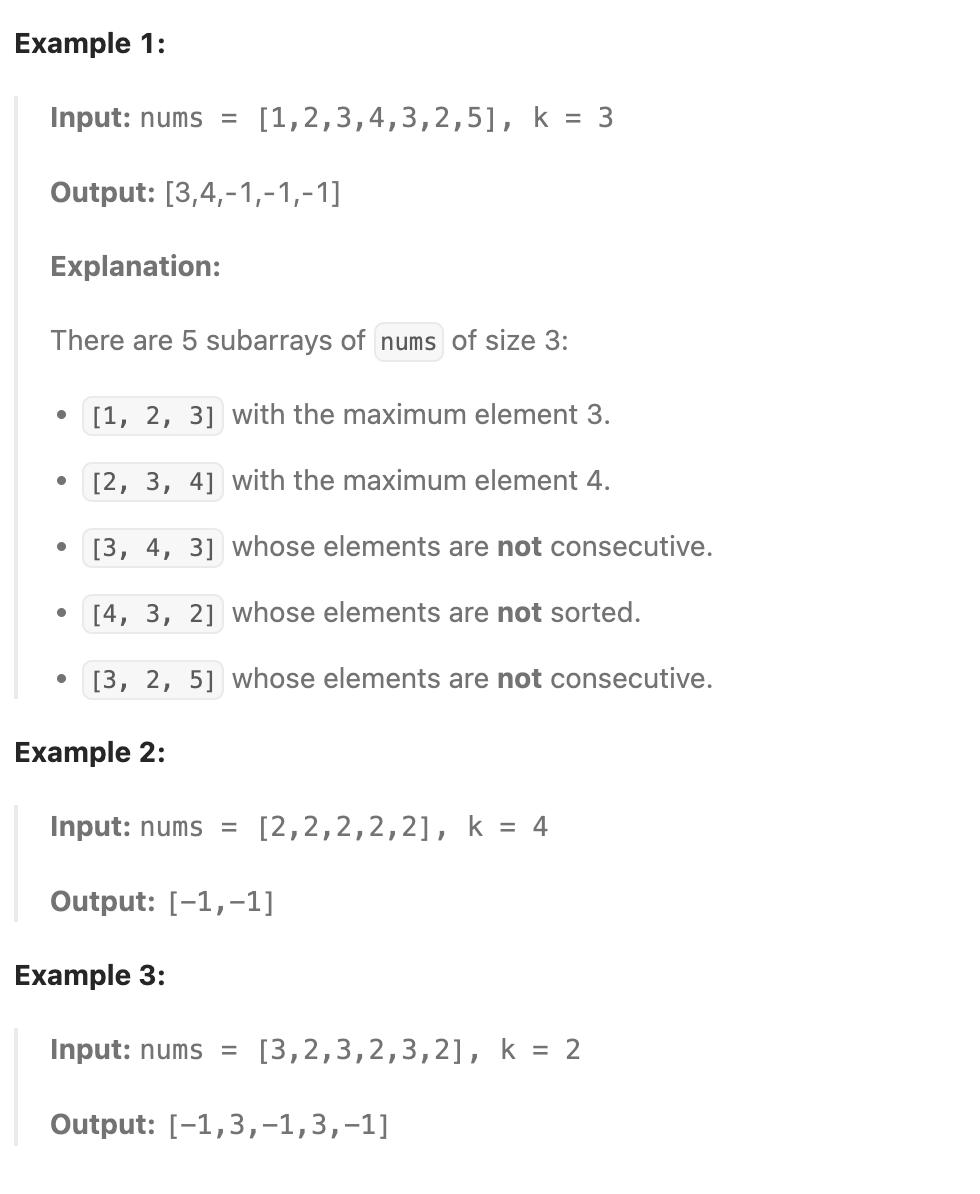 Example 1:
Input: nums = [1,2,3,4,3,2,5], k = 3
Output: [3,4,-1,-1,-1]
Explanation:
There are 5 subarrays of nums of size 3:
• [1, 2, 3] with the maximum element 3.
• [2, 3, 4] with the maximum element 4.
• [3, 4, 3] whose elements are not consecutive.
• [4, 3, 2] whose elements are not sorted.
• [3, 2, 5] whose elements are not consecutive.
Example 2:
Input: nums = [2,2,2,2,2], k = 4
Output: [-1,-1]
Example 3:
Input: nums = [3,2,3,2,3,2], k = 2
Output: [-1,3,-1,3,-1]